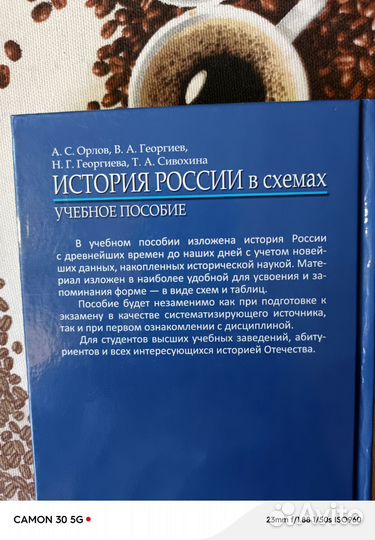 А. С. Орлов, В. А. Георгиев,
Н. Г. Георгиева, Т. А. Сивохина
ИСТОРИЯ РОССИИ в схемах
УЧЕБНОЕ ПОСОБИЕ
В учебном пособии изложена история России
с древнейших времен до наших дней с учетом новей-
ших данных, накопленных исторической наукой. Мате-
риал изложен в наиболее удобной для усвоения и за-
поминания форме — в виде схем и таблиц.
Пособие будет незаменимо как при подготовке к
экзамену в качестве систематизирующего источника,
так и при первом ознакомлении с дисциплиной.
Для студентов высших учебных заведений, абиту-
риентов и всех интересующихся историей Отечества.
CAMON 30 5G
23mm f/1.88 1/50s ISO960
Avito